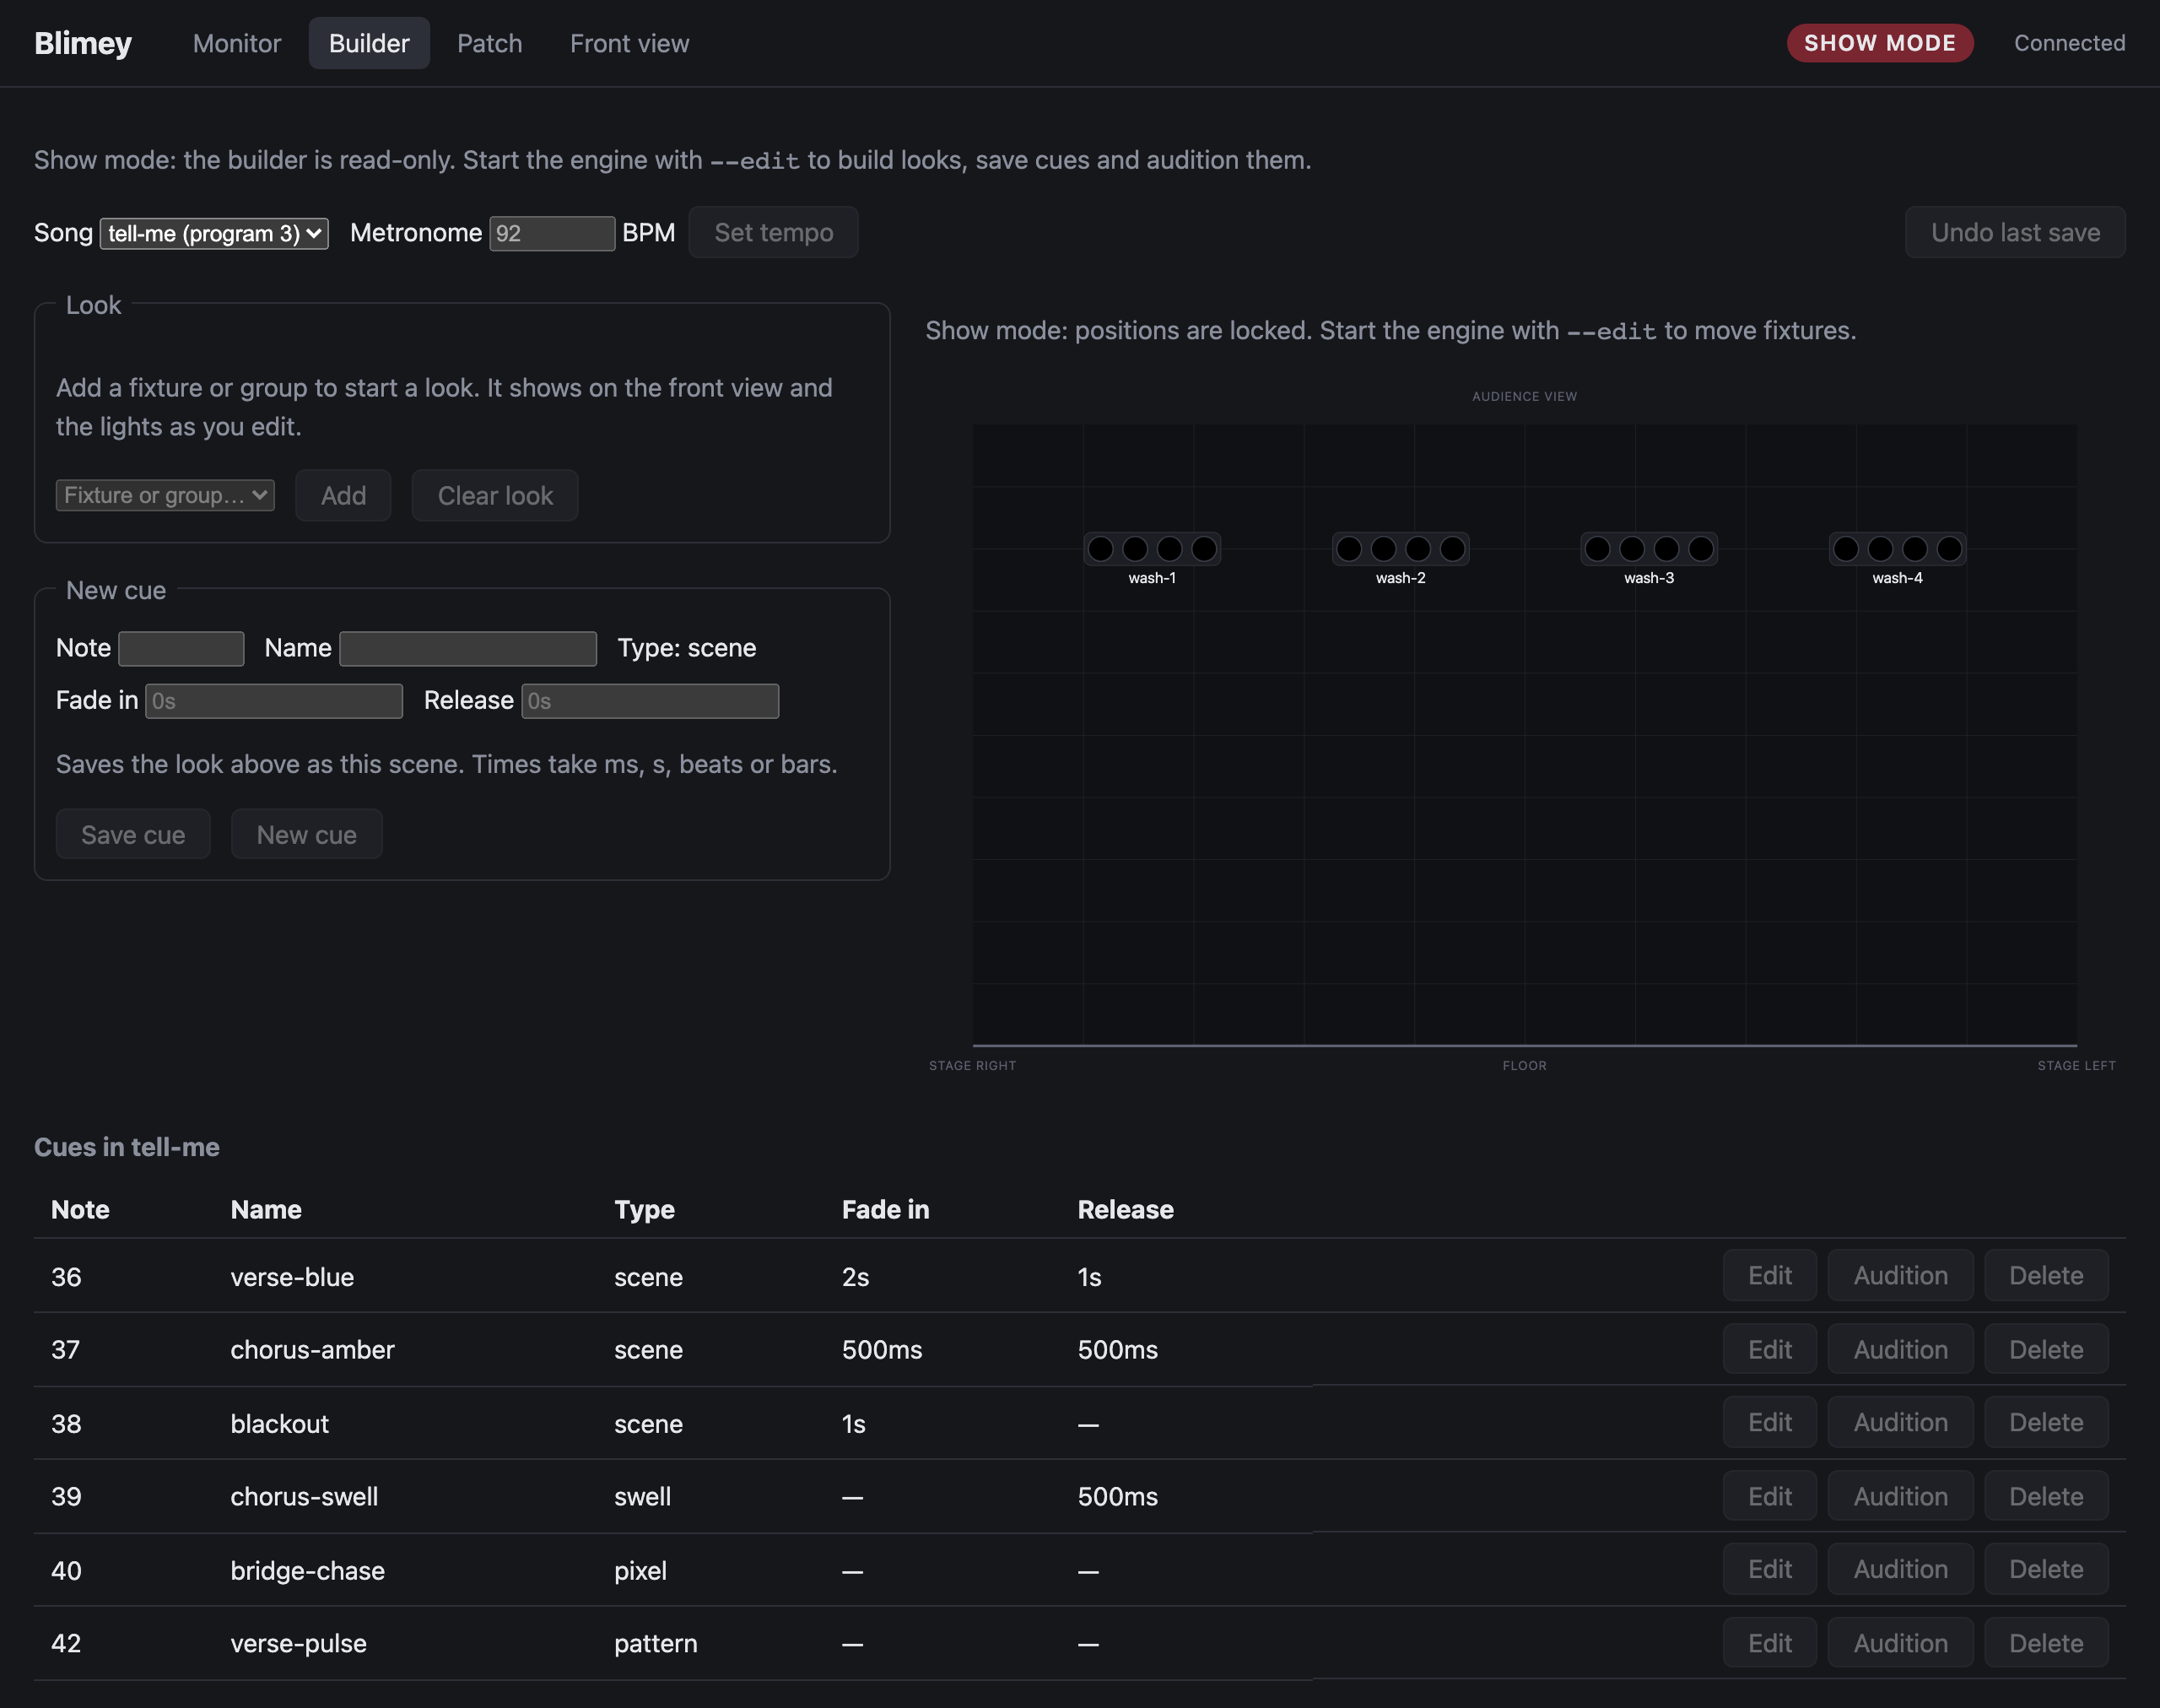 Blimey Monitor Builder Patch Front view SHOW MODE Connected
Show mode: the builder is read-only. Start the engine with --edit to build looks, save cues and audition them.
Song tell-me (program 3) Metronome 92 BPM Set tempo Undo last save
Look
Add a fixture or group to start a look. It shows on the front view and
the lights as you edit.
Fixture or group... Add Clear look
New cue
Note Name Type: scene
Fade in 0s Release 0s
Saves the look above as this scene. Times take ms, s, beats or bars.
Save cue New cue
Show mode: positions are locked. Start the engine with --edit to move fixtures.
AUDIENCE VIEW
wash-1 wash-2 wash-3 wash-4
STAGE RIGHT FLOOR STAGE LEFT
Cues in tell-me
Note Name Type Fade in Release
36 verse-blue scene 2s 1s Edit Audition Delete
37 chorus-amber scene 500ms 500ms Edit Audition Delete
38 blackout scene 1s — Edit Audition Delete
39 chorus-swell swell — 500ms Edit Audition Delete
40 bridge-chase pixel — — Edit Audition Delete
42 verse-pulse pattern — — Edit Audition Delete